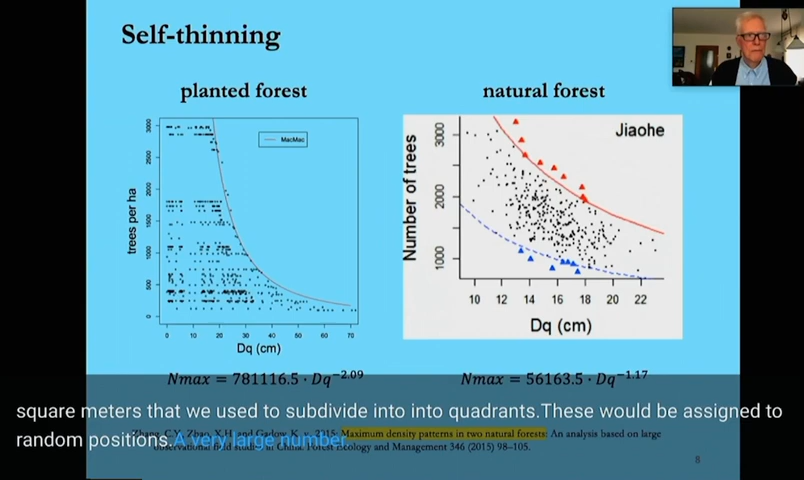 Self-thinning
planted forest
natural forest
trees per ha
3000
2500
2000
1500
1000
500
0
MacMac
0 10 20 30 40 50 60 70
Dq (cm)
Number of trees
3000
2000
1000
Jiaohe
10 12 14 16 18 20 22
Dq (cm)
Nmax = 781116.5 · Dq^−2.09
Nmax = 56163.5 · Dq^−1.17
square meters that we used to subdivide into into quadrants.These would be assigned to
random positions.A very large number
Zhang, C.Y., Zhao, X.H. and Gadow, K. v., 2015: Maximum density patterns in two natural forests: An analysis based on large
observational field studies in China. Forest Ecology and Management 346 (2015) 98–105.
8